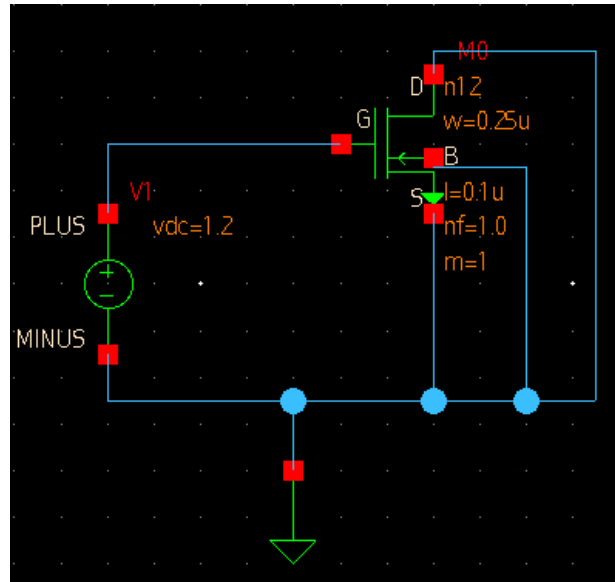 M0
D
n12
G
w=0.25u
B
V1
S
l=0.1u
PLUS
vdc=1.2
nf=1.0
m=1
+
−
MINUS